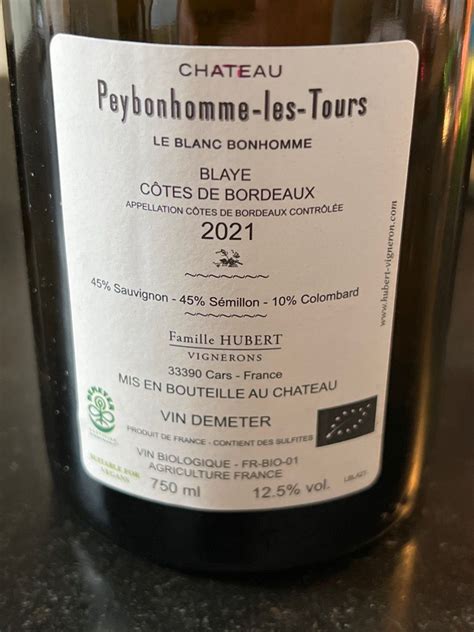 CHATEAU
Peybonhomme-les-Tours
LE BLANC BONHOMME
BLAYE
CÔTES DE BORDEAUX
APPELLATION CÔTES DE BORDEAUX CONTRÔLÉE
2021
45% Sauvignon - 45% Sémillon - 10% Colombard
Famille HUBERT
VIGNERONS
33390 Cars - France
MIS EN BOUTEILLE AU CHATEAU
VIN DEMETER
PRODUIT DE FRANCE - CONTIENT DES SULFITES
VIN BIOLOGIQUE - FR-BIO-01
AGRICULTURE FRANCE
750 ml
12.5% vol.
www.hubert-vigneron.com
SUITABLE FOR
VEGANS